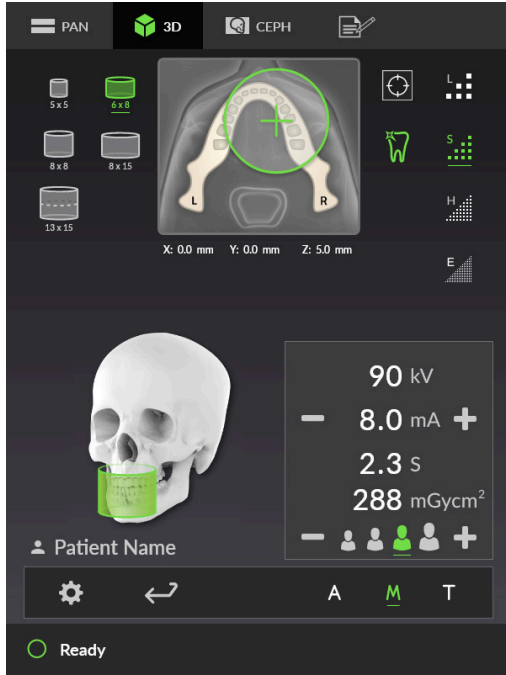 PAN 3D CEPH
5 x 5 6 x 8
8 x 8 8 x 15
13 x 15
L R
X: 0.0 mm Y: 0.0 mm Z: 5.0 mm
L
S
H
E
90 kV
8.0 mA
2.3 S
288 mGycm²
Patient Name
A M T
Ready